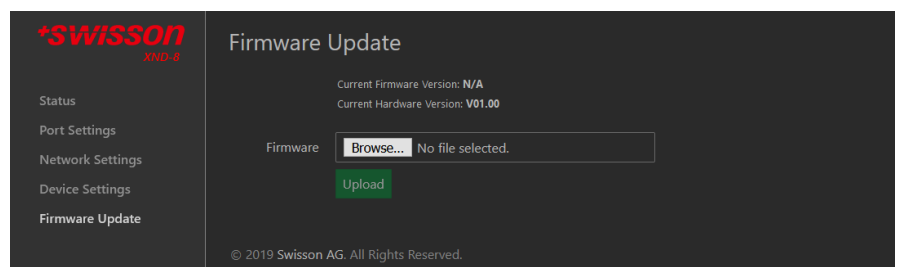 +swisson
XND-8
Status
Port Settings
Network Settings
Device Settings
Firmware Update
Firmware Update
Current Firmware Version: N/A
Current Hardware Version: V01.00
Firmware Browse... No file selected.
Upload
© 2019 Swisson AG. All Rights Reserved.